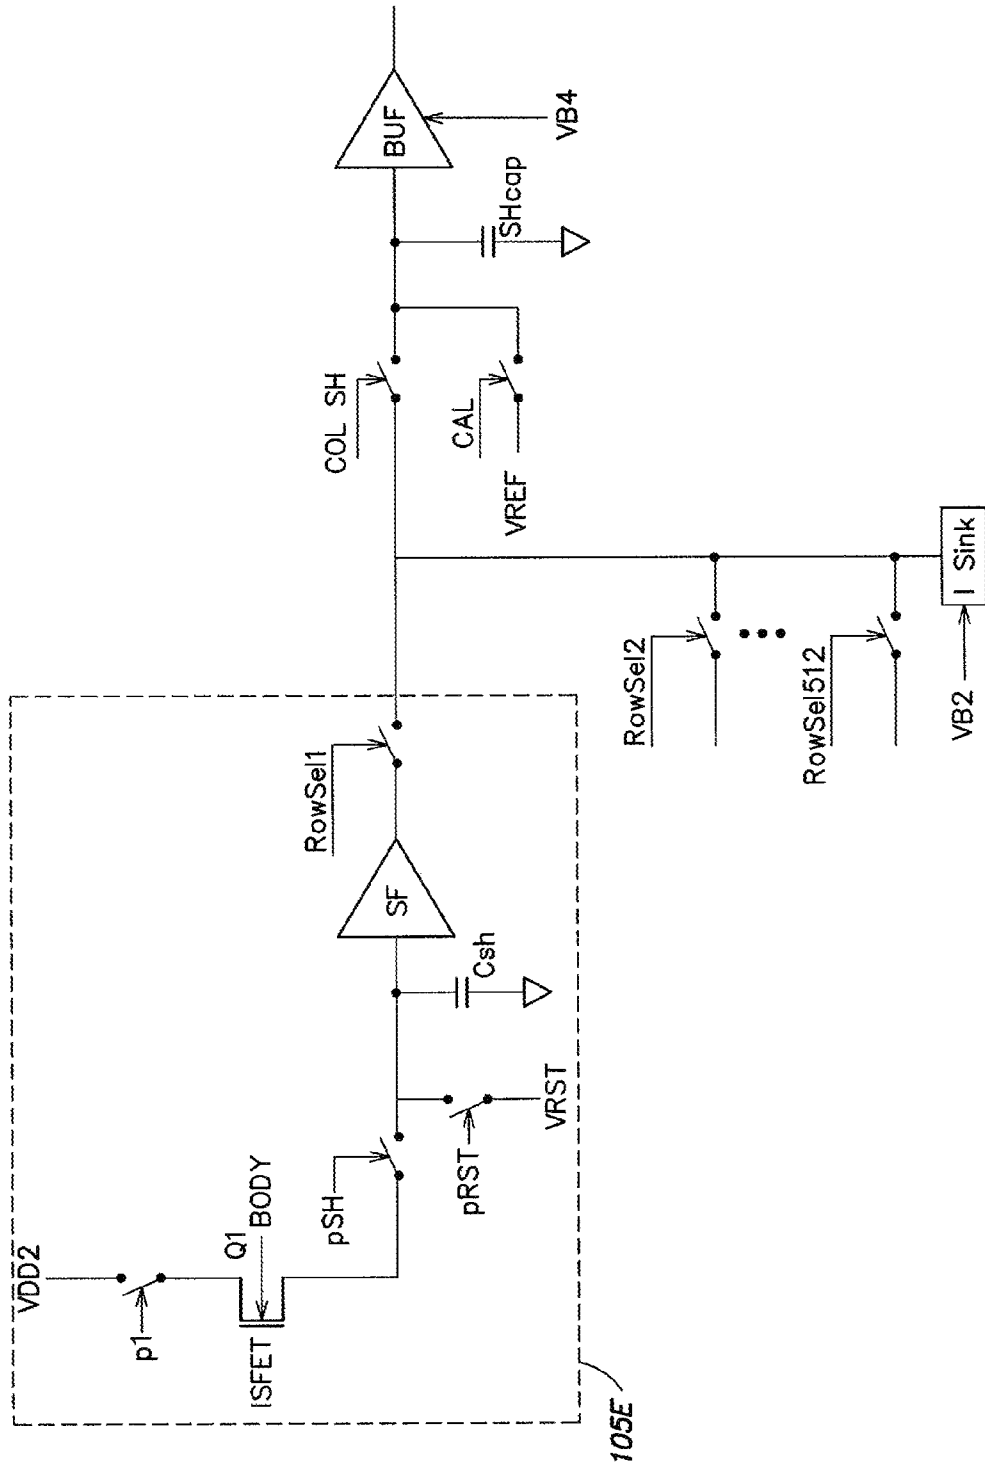 VDD2
p1
ISFET
Q1
BODY
pSH
pRST
VRST
Csh
SF
RowSel1
105E
RowSel2
RowSel512
VB2
I Sink
COL SH
CAL
VREF
SHcap
BUF
VB4